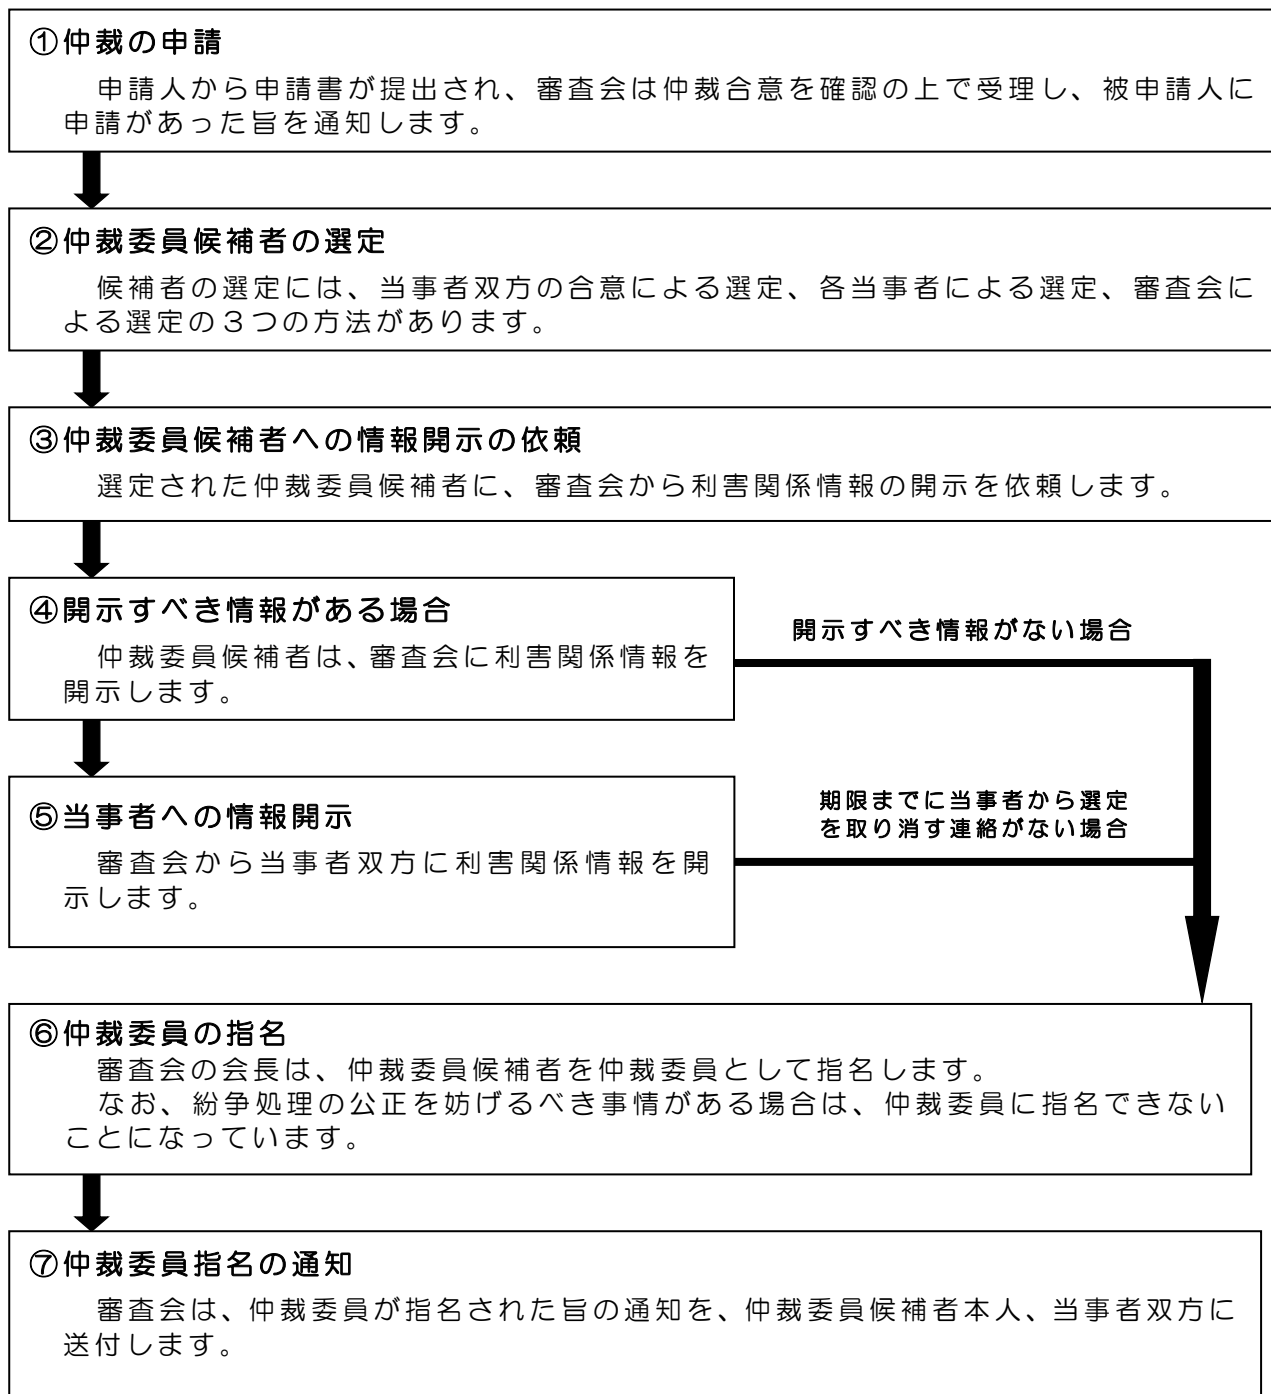 ①仲裁の申請
申請人から申請書が提出され、審査会は仲裁合意を確認の上で受理し、被申請人に
申請があった旨を通知します。
②仲裁委員候補者の選定
候補者の選定には、当事者双方の合意による選定、各当事者による選定、審査会に
よる選定の３つの方法があります。
③仲裁委員候補者への情報開示の依頼
選定された仲裁委員候補者に、審査会から利害関係情報の開示を依頼します。
④開示すべき情報がある場合
仲裁委員候補者は、審査会に利害関係情報を
開示します。
開示すべき情報がない場合
⑤当事者への情報開示
審査会から当事者双方に利害関係情報を開
示します。
期限までに当事者から選定
を取り消す連絡がない場合
⑥仲裁委員の指名
審査会の会長は、仲裁委員候補者を仲裁委員として指名します。
なお、紛争処理の公正を妨げるべき事情がある場合は、仲裁委員に指名できない
ことになっています。
⑦仲裁委員指名の通知
審査会は、仲裁委員が指名された旨の通知を、仲裁委員候補者本人、当事者双方に
送付します。